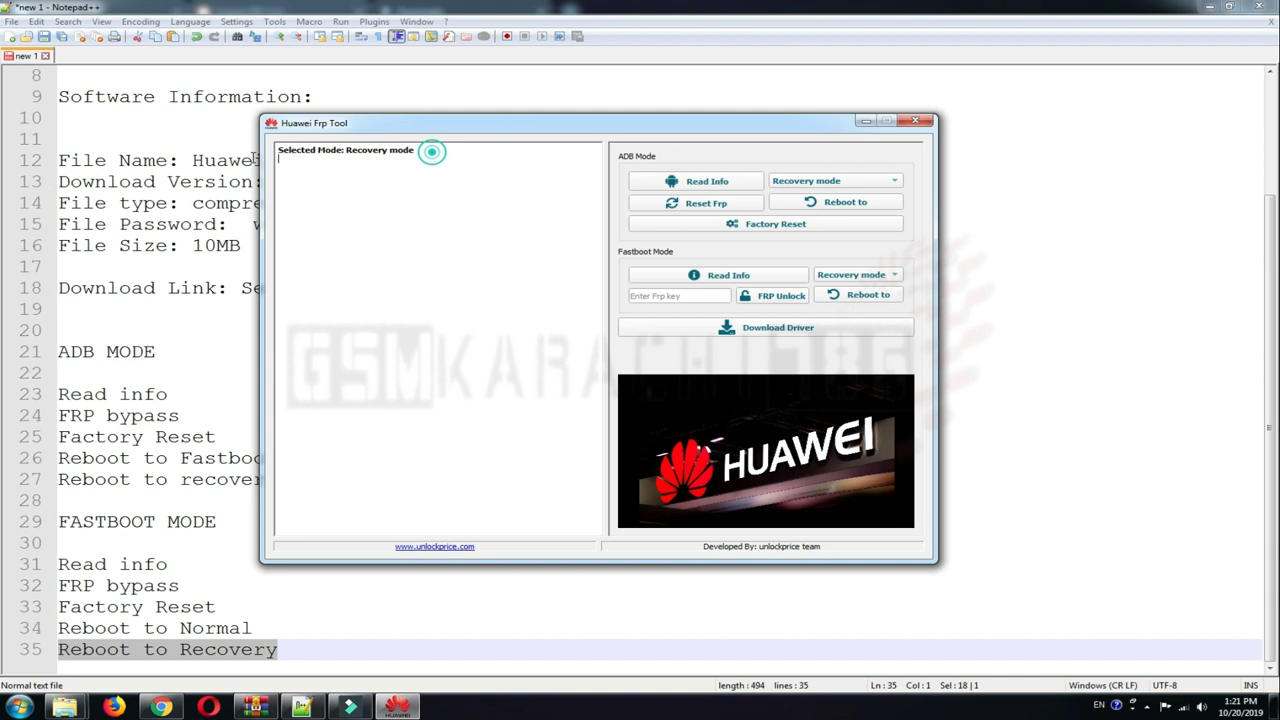 *new 1 - Notepad++
File Edit Search View Encoding Language Settings Tools Macro Run Plugins Window ?
new 1
8
9 Software Information:
10
11
12 File Name: Huawei
13 Download Version:
14 File type: compre
15 File Password: w
16 File Size: 10MB
17
18 Download Link: Se
19
20
21 ADB MODE
22
23 Read info
24 FRP bypass
25 Factory Reset
26 Reboot to Fastboo
27 Reboot to recover
28
29 FASTBOOT MODE
30
31 Read info
32 FRP bypass
33 Factory Reset
34 Reboot to Normal
35 Reboot to Recovery
Huawei Frp Tool
Selected Mode: Recovery mode
ADB Mode
Read Info Recovery mode
Reset Frp Reboot to
Factory Reset
Fastboot Mode
Read Info Recovery mode
Enter Frp key FRP Unlock Reboot to
Download Driver
GSMKARACHI786
HUAWEI
www.unlockprice.com Developed By: unlockprice team
Normal text file length : 494 lines : 35 Ln : 35 Col : 1 Sel : 18 | 1 Windows (CR LF) UTF-8 INS
EN 1:21 PM
10/20/2019